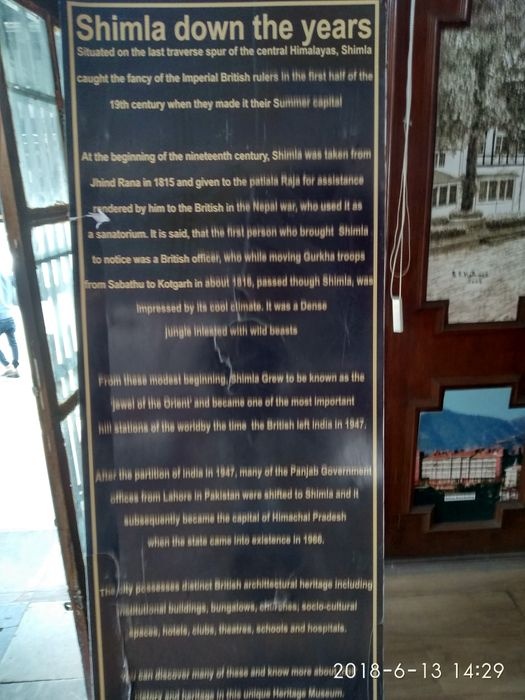 Shimla down the years
Situated on the last traverse spur of the central Himalayas, Shimla
caught the fancy of the Imperial British rulers in the first half of the
19th century when they made it their Summer capital
At the beginning of the nineteenth century, Shimla was taken from
Jhind Rana in 1815 and given to the patiala Raja for assistance
rendered by him to the British in the Nepal war, who used it as
a sanatorium. It is said, that the first person who brought Shimla
to notice was a British officer, who while moving Gurkha troops
from Sabathu to Kotgarh in about 1816, passed though Shimla, was
impressed by its cool climate. It was a Dense
jungle infested with wild beasts
From these modest beginning, Shimla Grew to be known as the
'jewel of the Orient' and became one of the most important
hill stations of the worldby the time the British left India in 1947.
After the partition of india in 1947, many of the Panjab Government
offices from Lahore in Pakistan were shifted to Shimla and it
subsequently became the capital of Himachal Pradesh
when the state came into existence in 1966.
The city possesses distinct British architectural heritage including
institutional buildings, bungalows, churches, socio-cultural
spaces, hotels, clubs, theatres, schools and hospitals.
can discover many of these and know more about
history and heritage in this unique Heritage Museum
2018-6-13 14:29